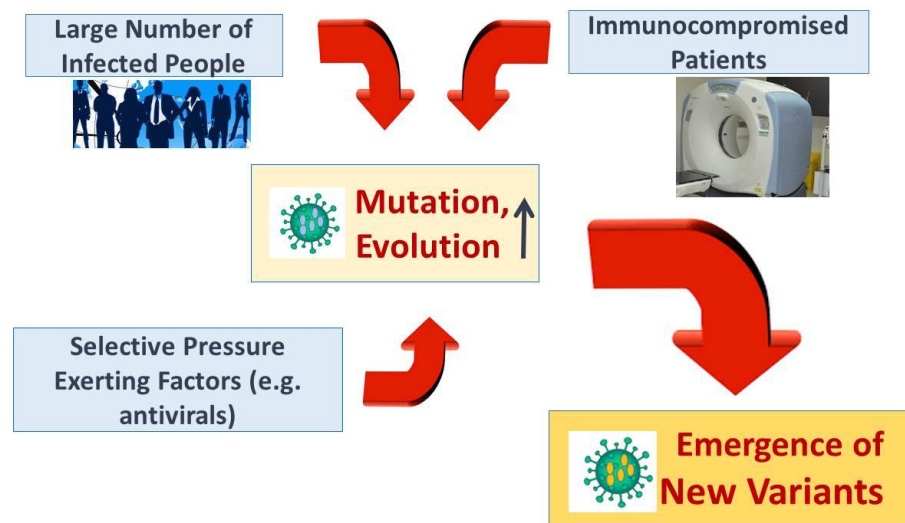 Large Number of
Infected People
Immunocompromised
Patients
Mutation,
Evolution
Selective Pressure
Exerting Factors (e.g.
antivirals)
Emergence of
New Variants